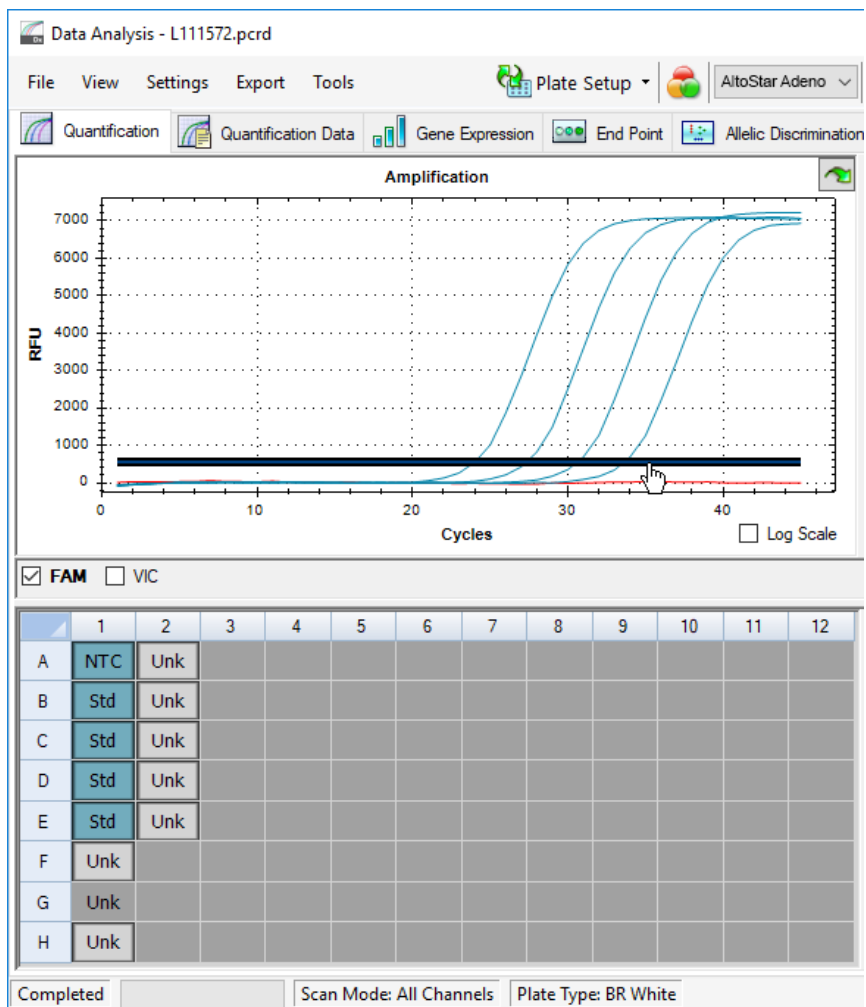 Data Analysis - L111572.pcrd
File View Settings Export Tools Plate Setup AltoStar Adeno
Quantification Quantification Data Gene Expression End Point Allelic Discrimination
Amplification
7000
6000
5000
4000
3000
2000
1000
0
RFU
0 10 20 30 40
Cycles
Log Scale
FAM VIC
1 2 3 4 5 6 7 8 9 10 11 12
A NTC Unk
B Std Unk
C Std Unk
D Std Unk
E Std Unk
F Unk
G Unk
H Unk
Completed Scan Mode: All Channels Plate Type: BR White